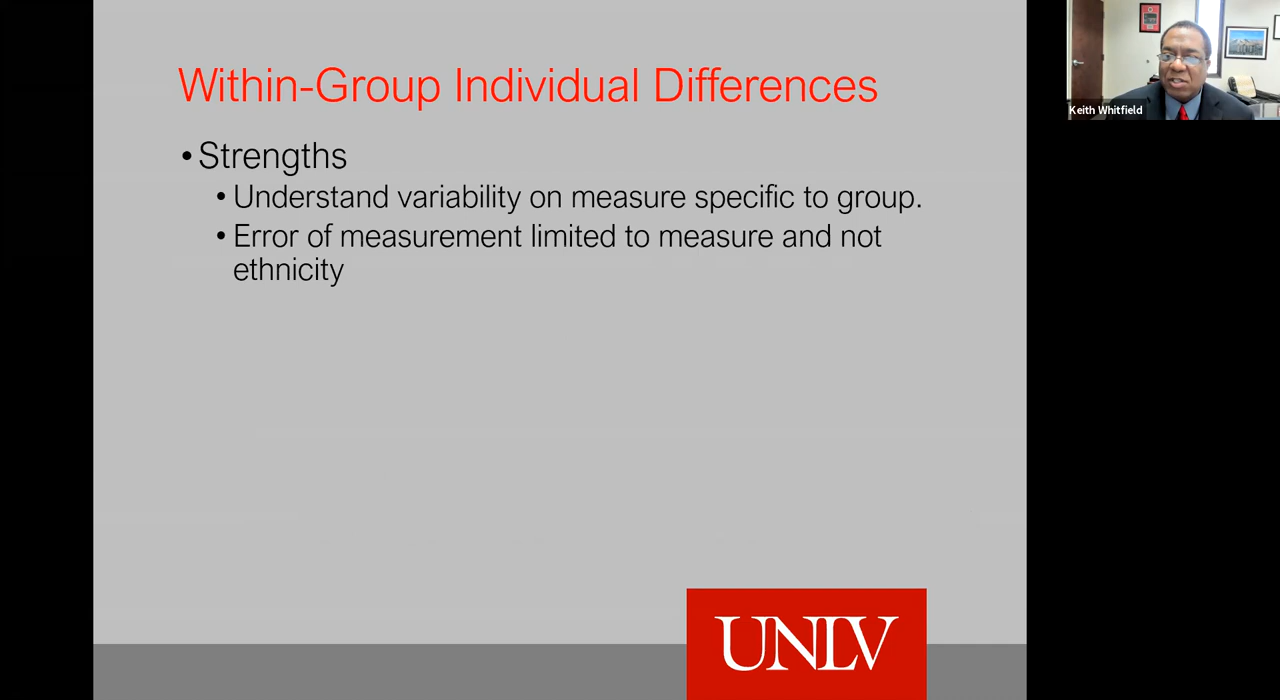 Within-Group Individual Differences
• Strengths
• Understand variability on measure specific to group.
• Error of measurement limited to measure and not
ethnicity
UNLV
Keith Whitfield